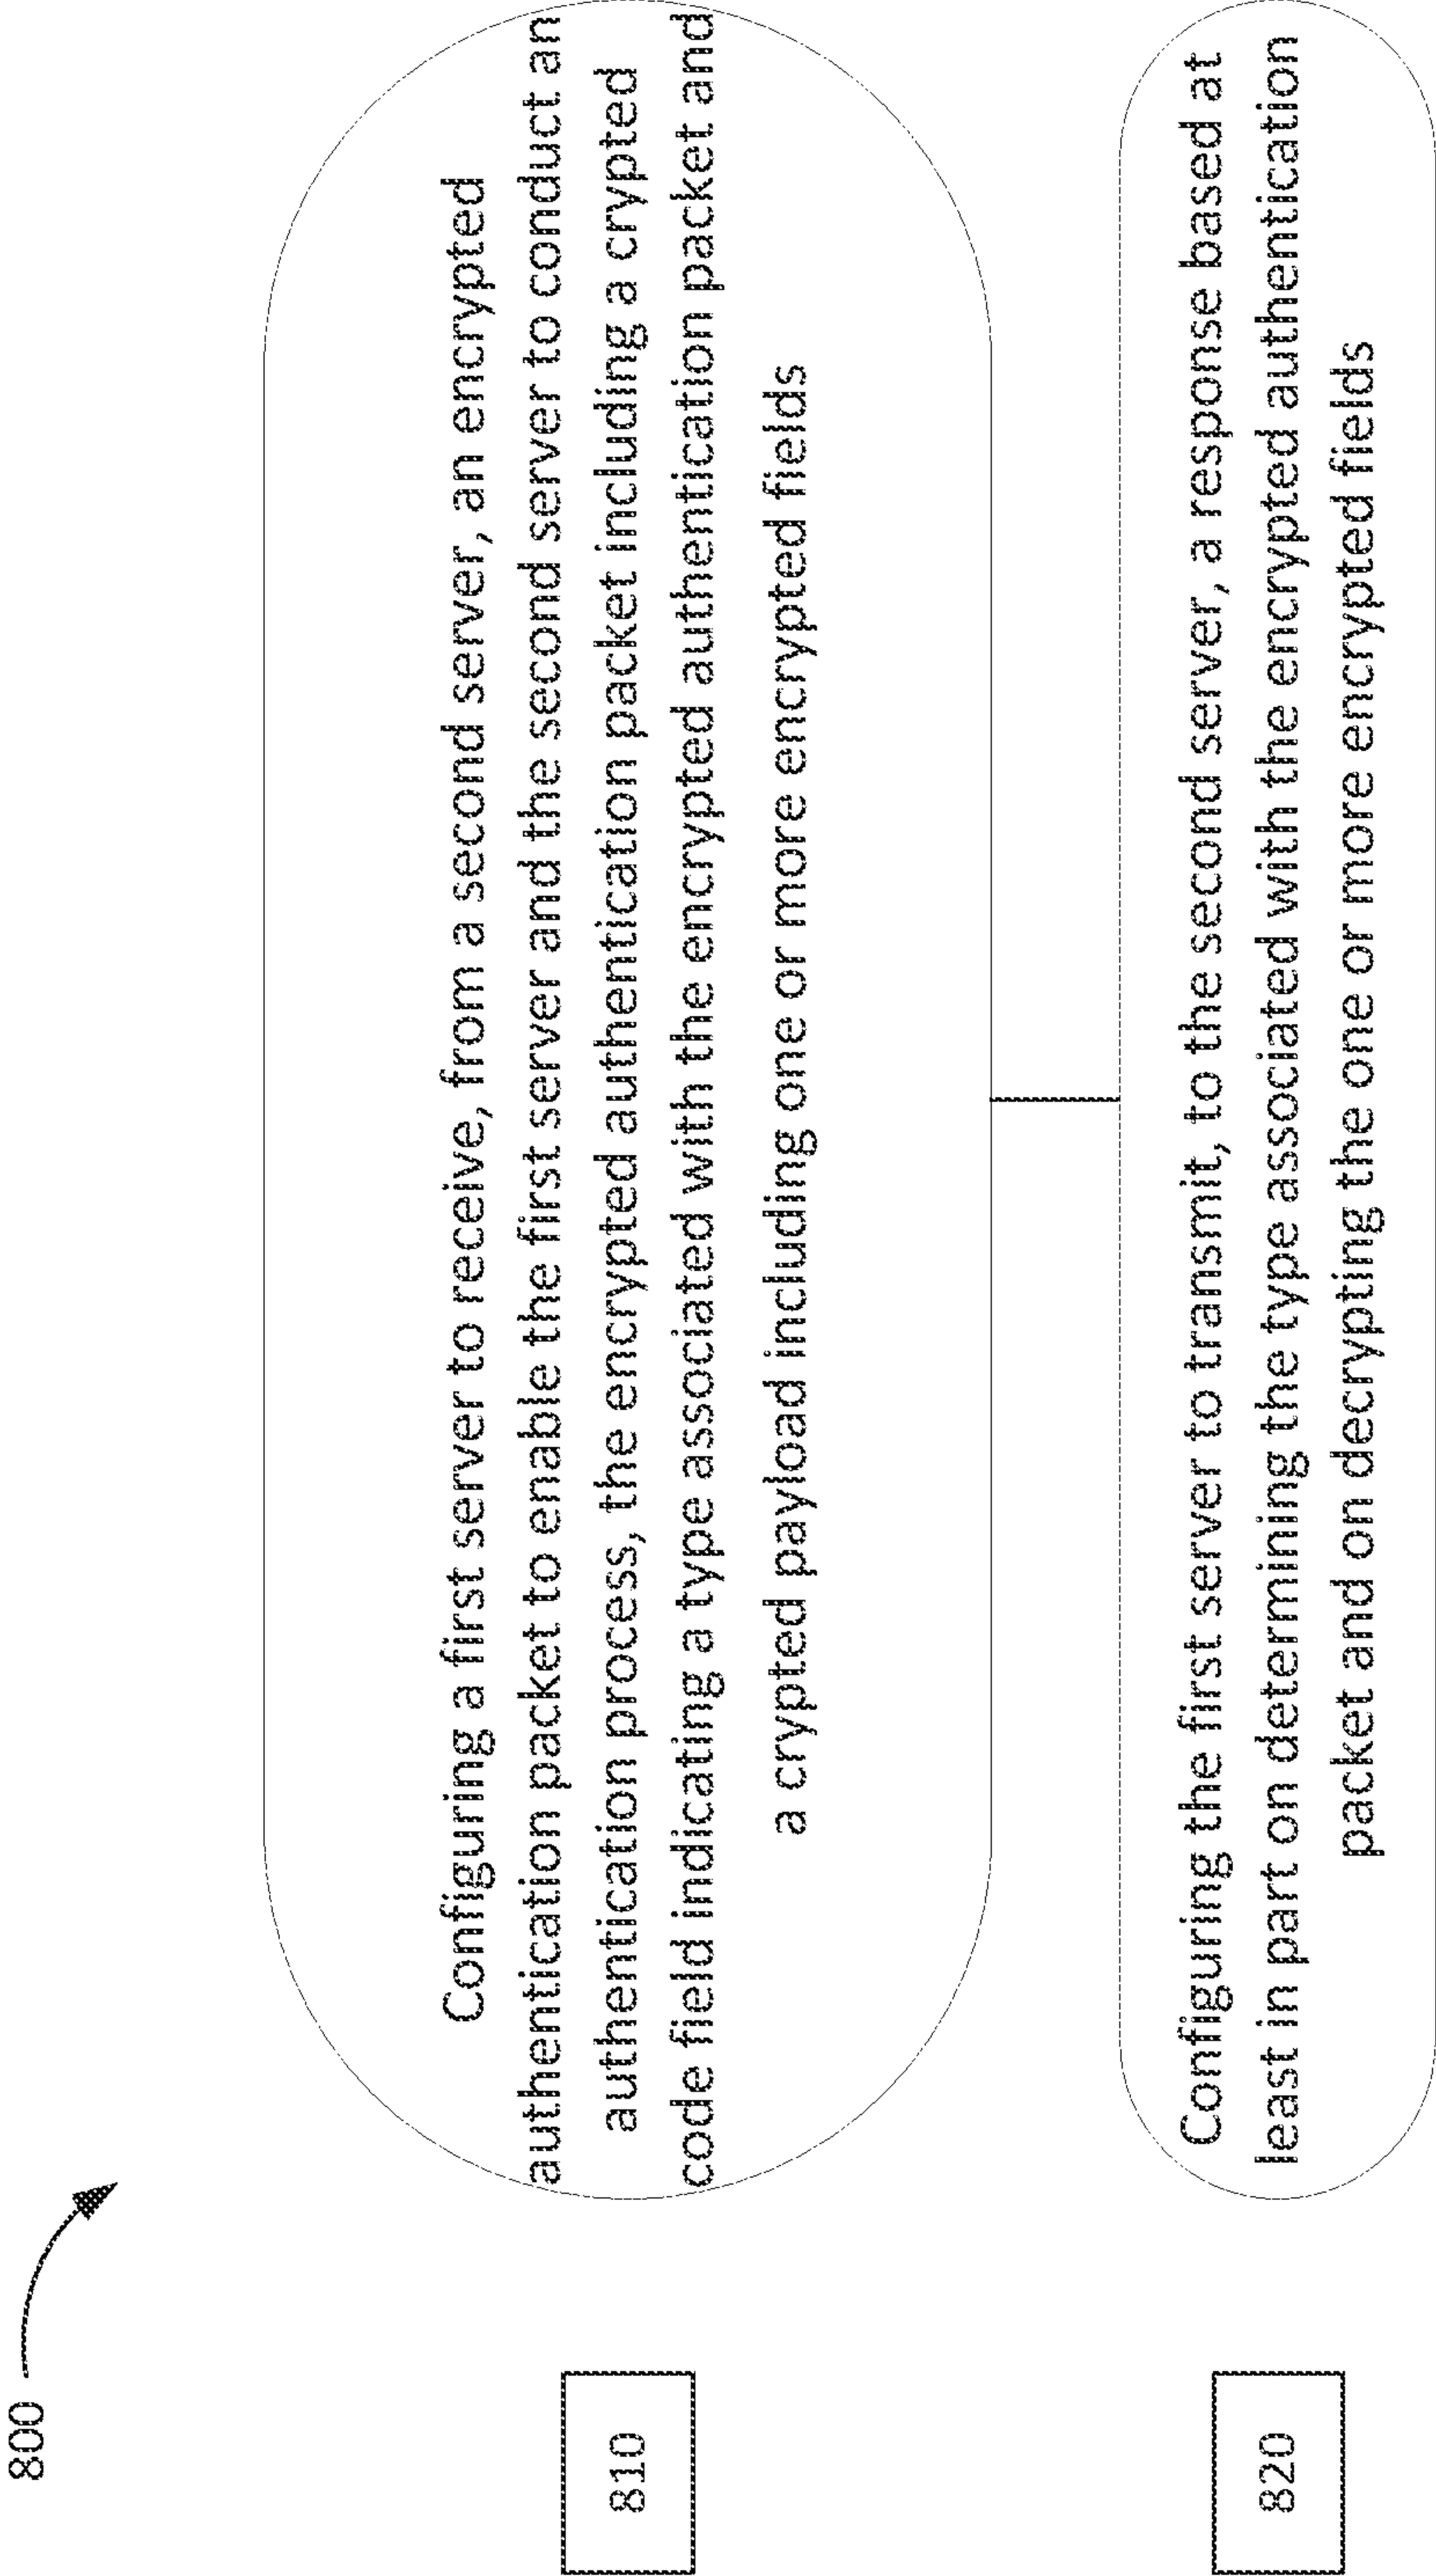 800
810
Configuring a first server to receive, from a second server, an encrypted
authentication packet to enable the first server and the second server to conduct an
authentication process, the encrypted authentication packet including a crypted
code field indicating a type associated with the encrypted authentication packet and
a crypted payload including one or more encrypted fields
820
Configuring the first server to transmit, to the second server, a response based at
least in part on determining the type associated with the encrypted authentication
packet and on decrypting the one or more encrypted fields